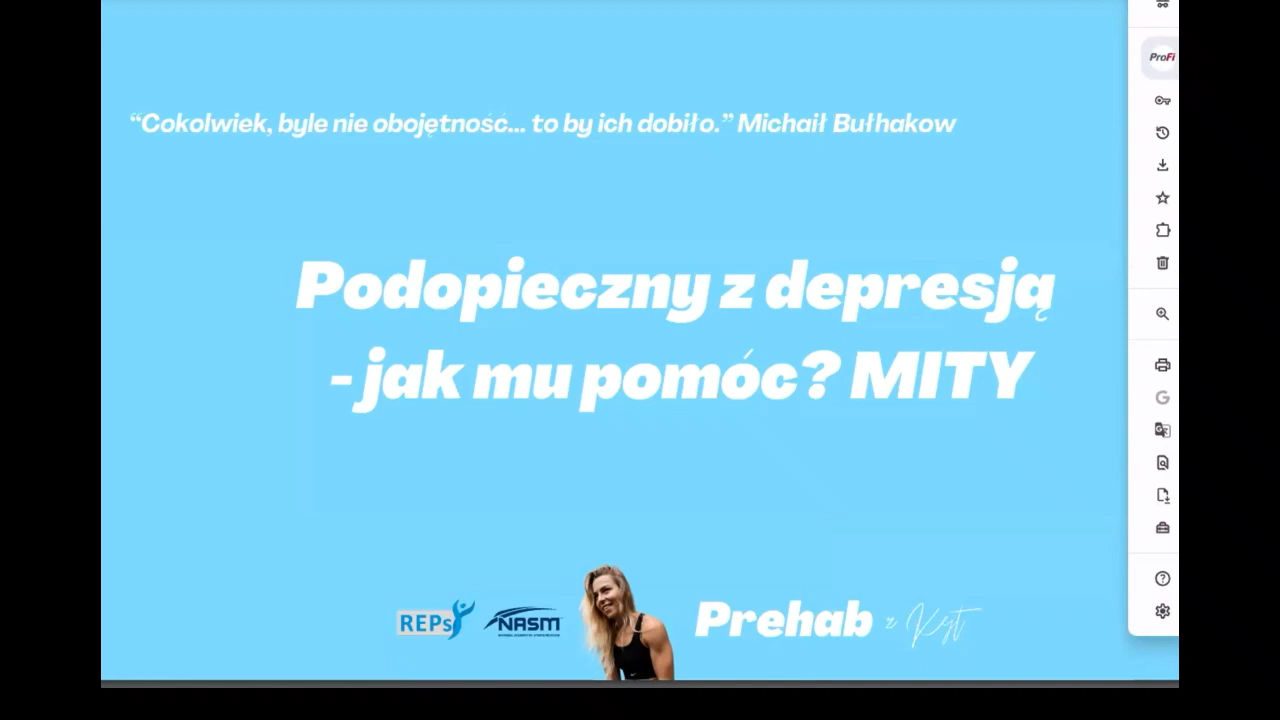 “Cokolwiek, byle nie obojętność... to by ich dobiło.” Michaił Bułhakow
ProFi
Podopieczny z depresją
- jak mu pomóc? MITY
REPs
NASM
Prehab z Kyt